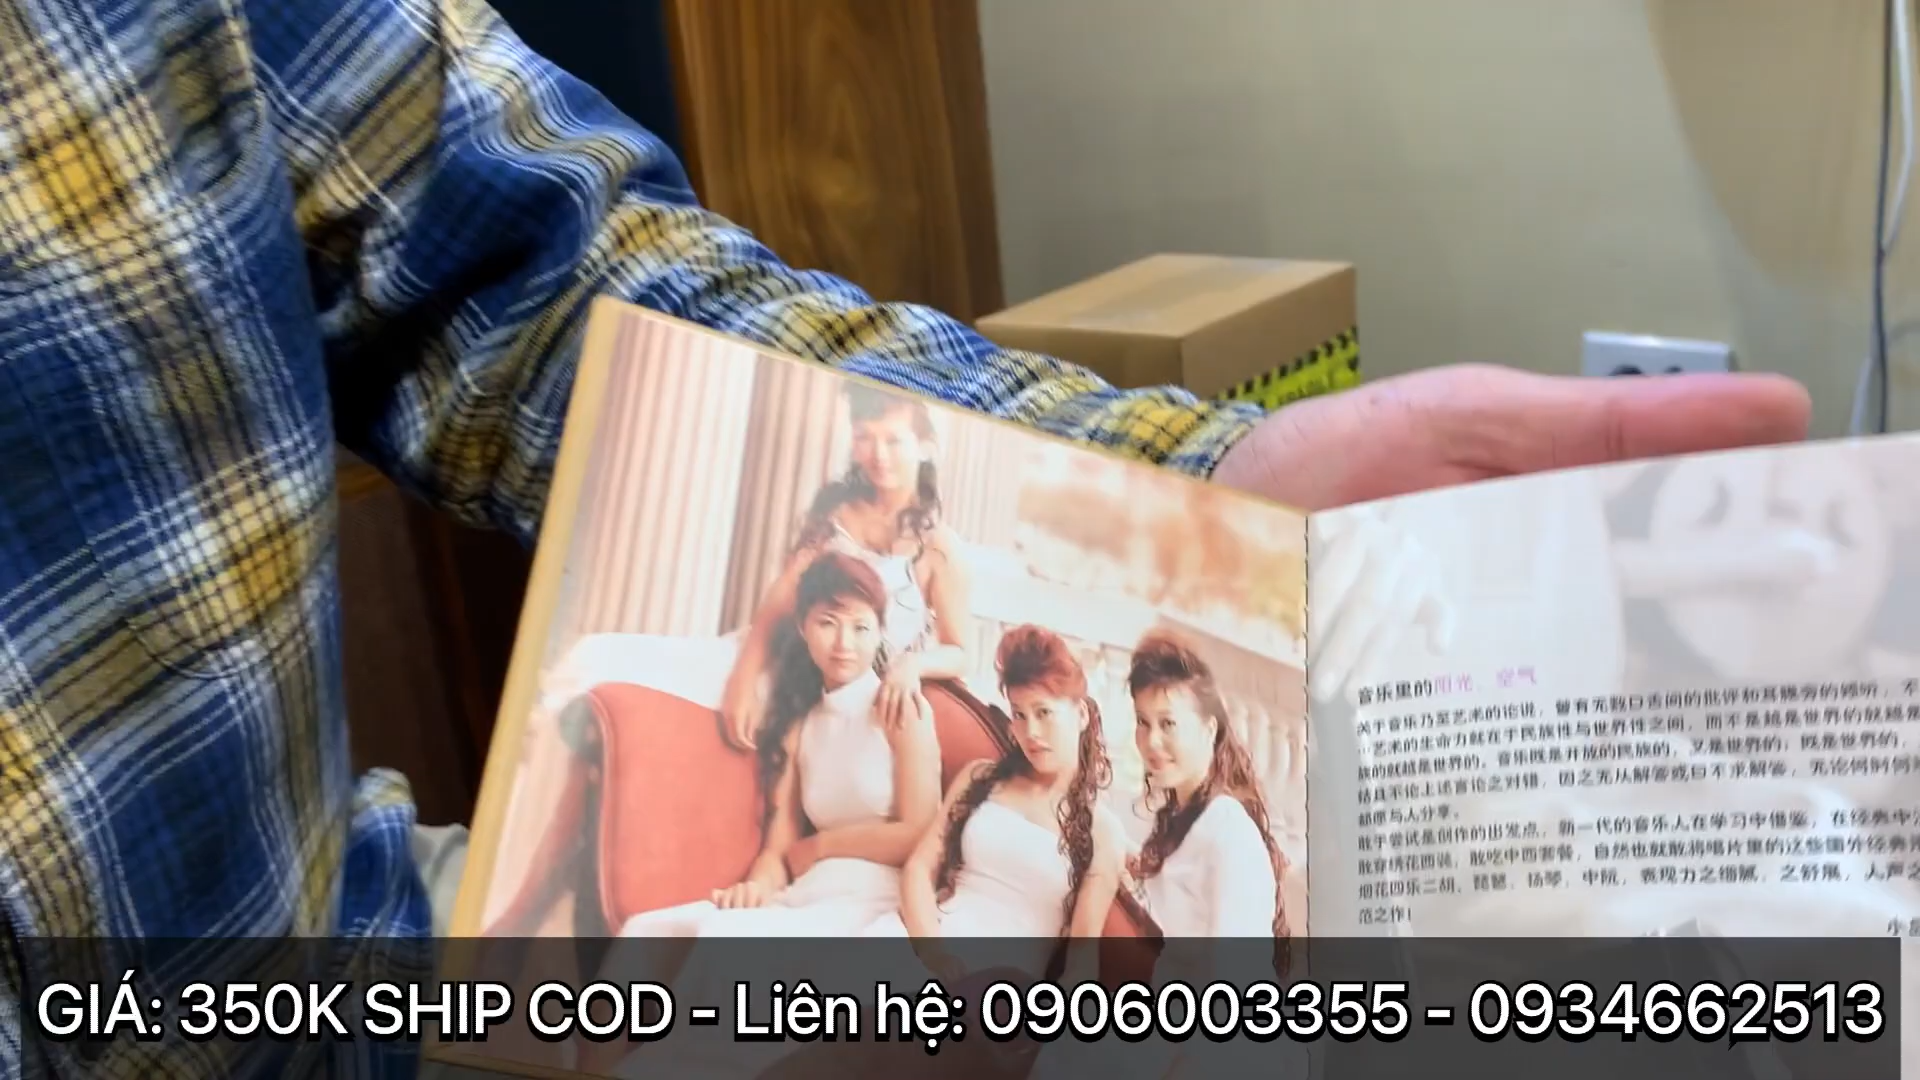 音乐里的阳光、空气
关于音乐乃至艺术的论说，曾有无数口舌间的批评和耳膜旁的倾听，不
艺术的生命力就在于民族性与世界性之间，而不是越是世界的就越是
族的就越是世界的。音乐既是开放的民族的，又是世界的；既是世界的，
结且不论上述言论之对错，因之无从解答或曰不求解答，无论何时何
都愿与人分享。
敢于尝试是创作的出发点，新一代的音乐人在学习中借鉴，在经典中
敢穿绣花西装，敢吃中西套餐，自然也就敢将唱片里的这些国外经典
烟花四乐二胡、琵琶、扬琴、中阮，表现力之细腻、之舒展，人声之
范之作！
GIÁ: 350K SHIP COD - Liên hệ: 0906003355 - 0934662513